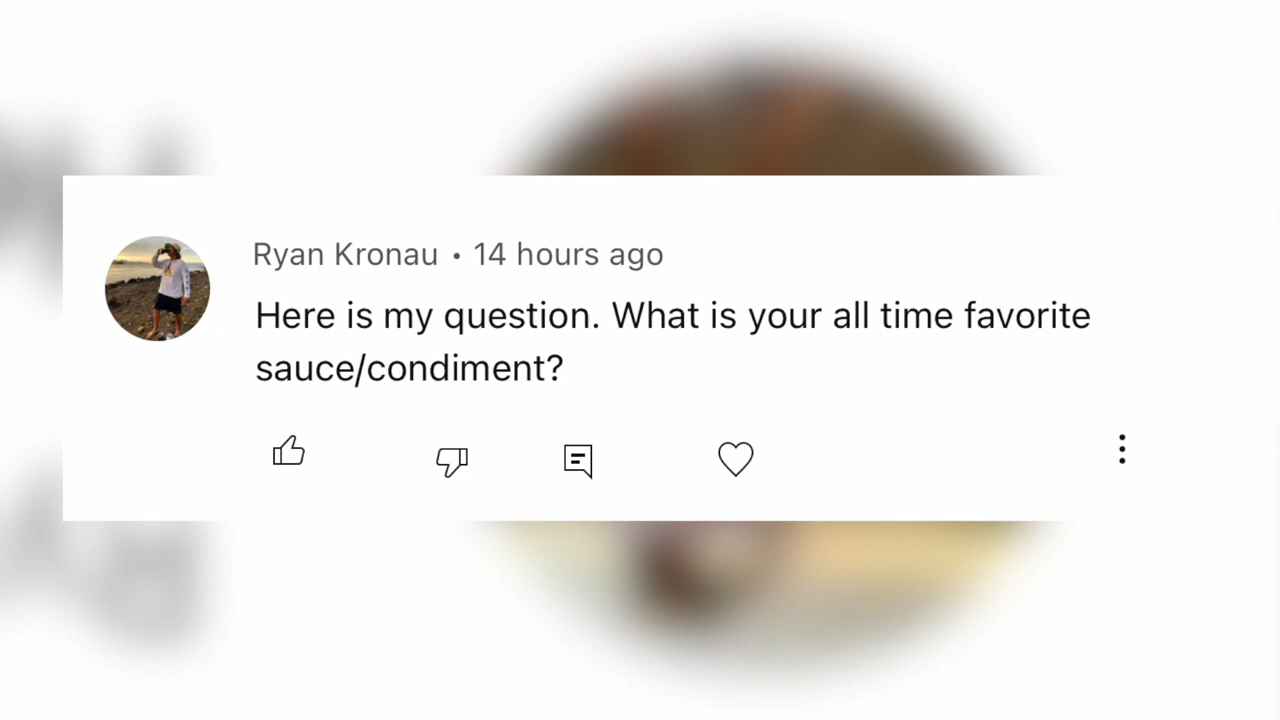 Ryan Kronau • 14 hours ago
Here is my question. What is your all time favorite
sauce/condiment?